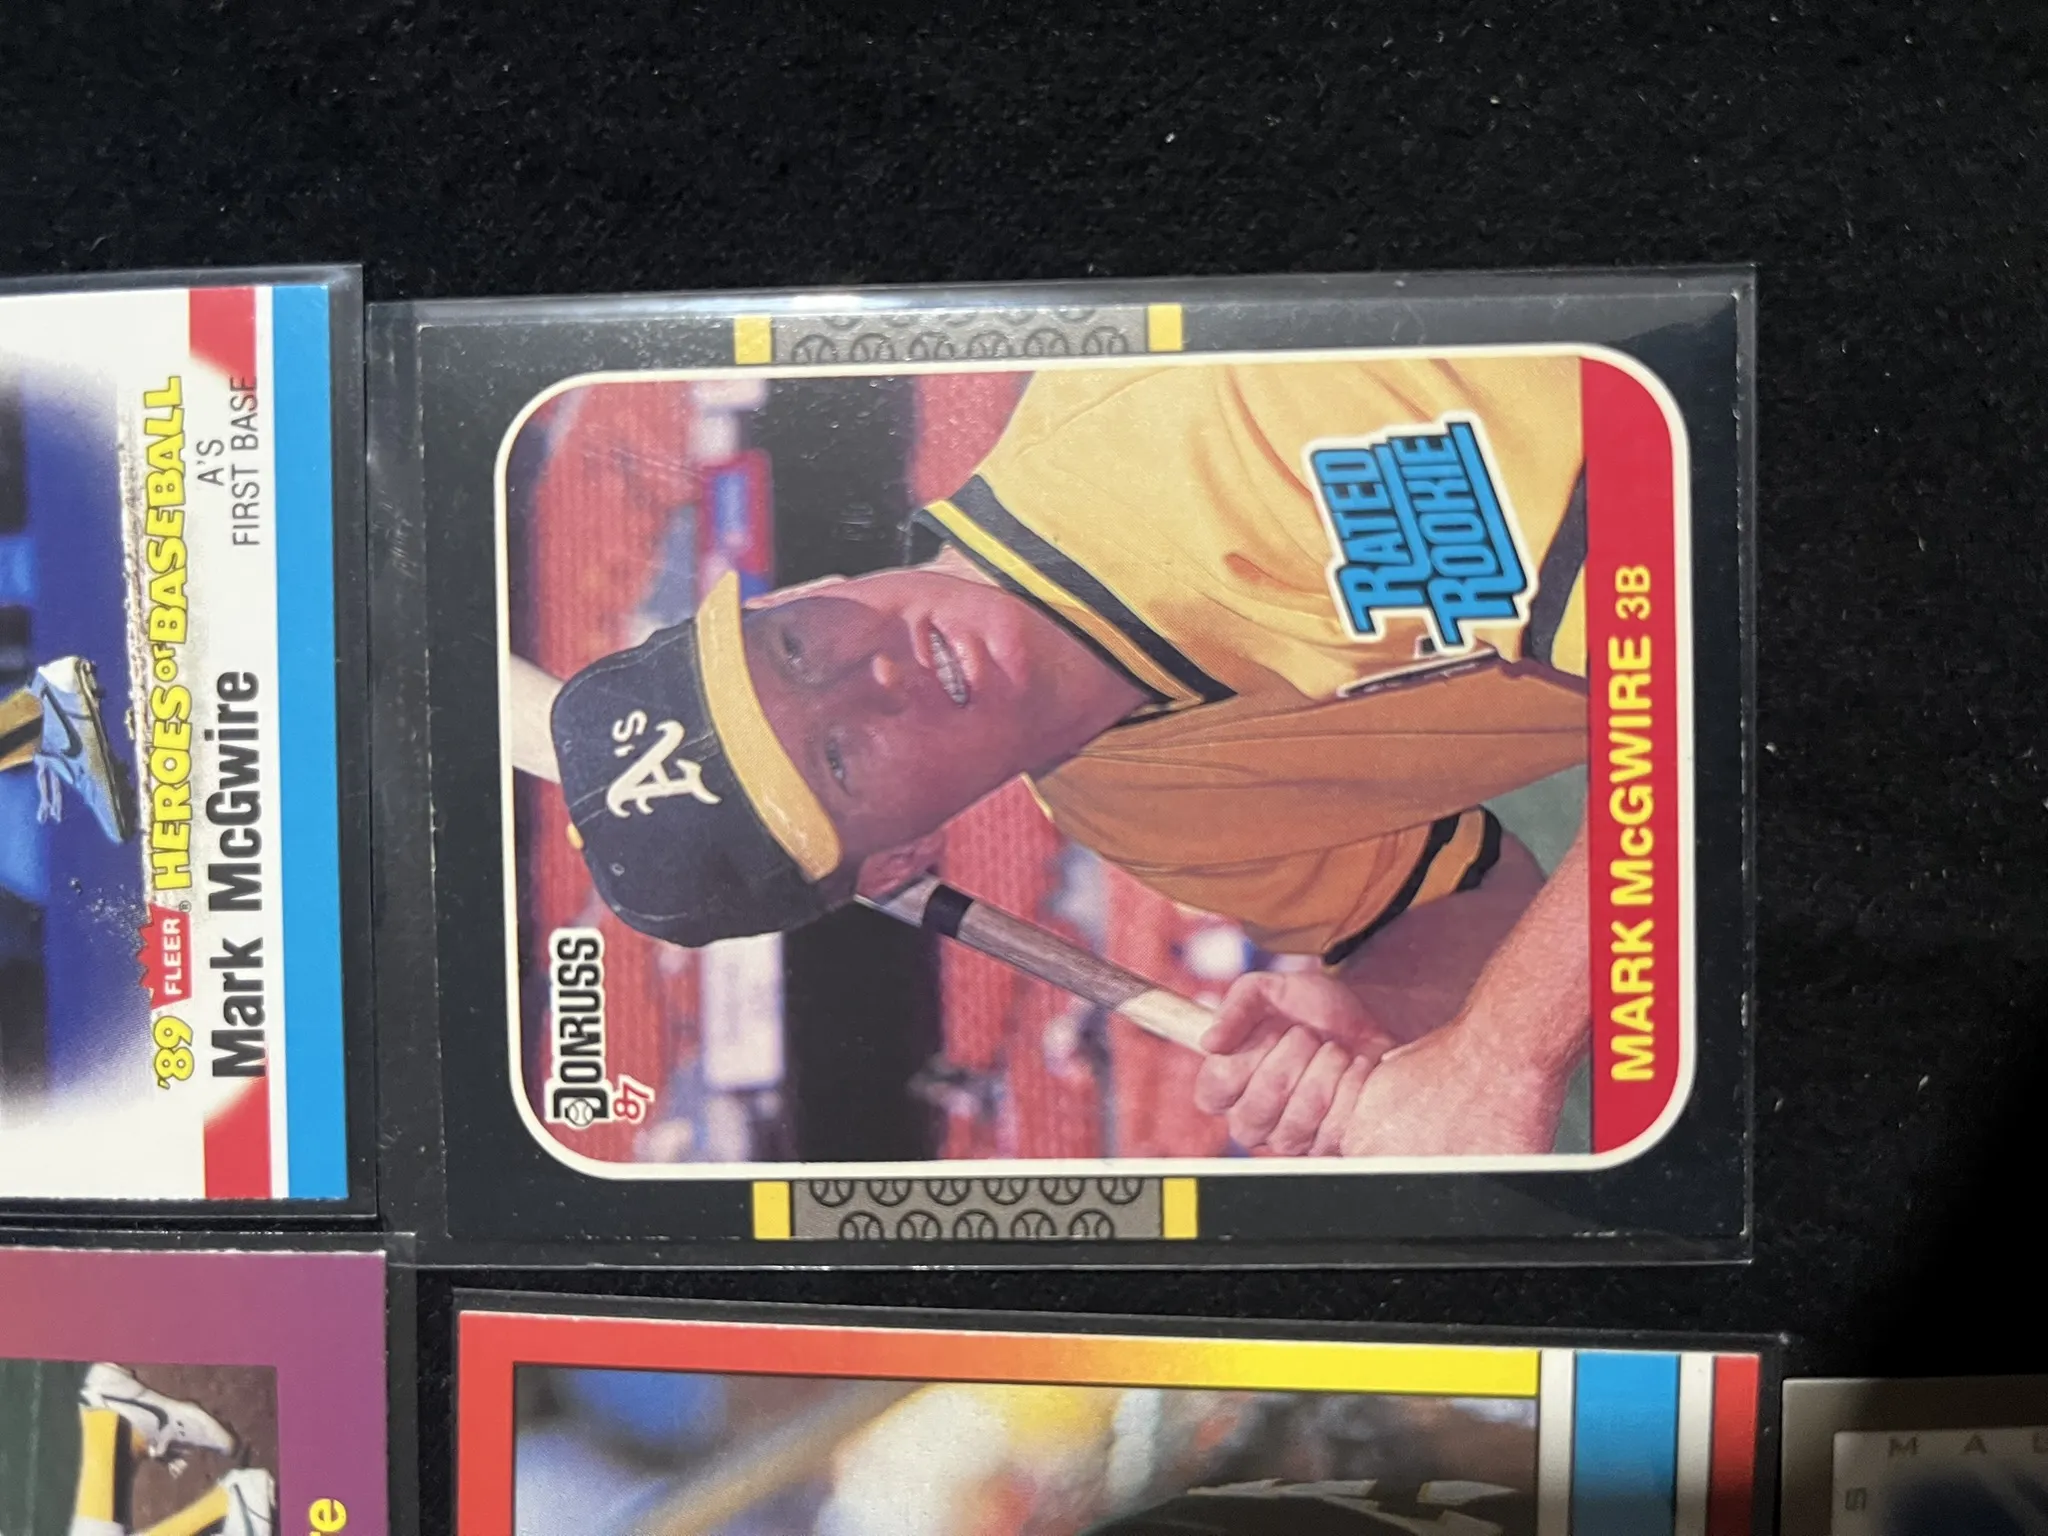 DONRUSS
'87
A's
RATED
ROOKIE
MARK McGWIRE 3B
'89 FLEER® HEROES OF BASEBALL
Mark McGwire
A'S
FIRST BASE